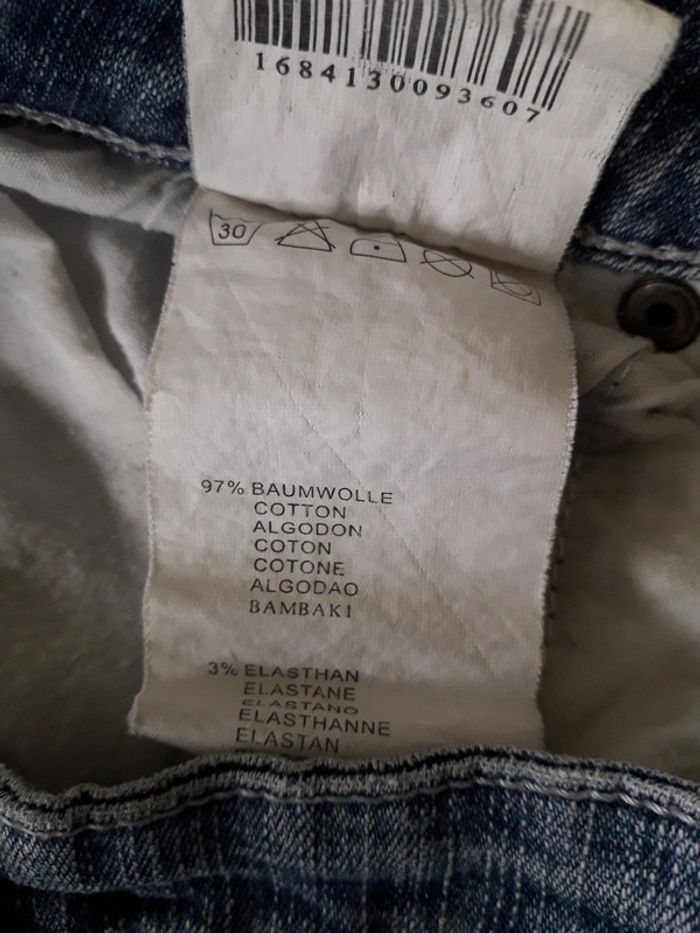 1684130093607
30
97% BAUMWOLLE
COTTON
ALGODON
COTON
COTONE
ALGODAO
BAMBAKI
3% ELASTHAN
ELASTANE
ELASTANO
ELASTHANNE
ELASTAN